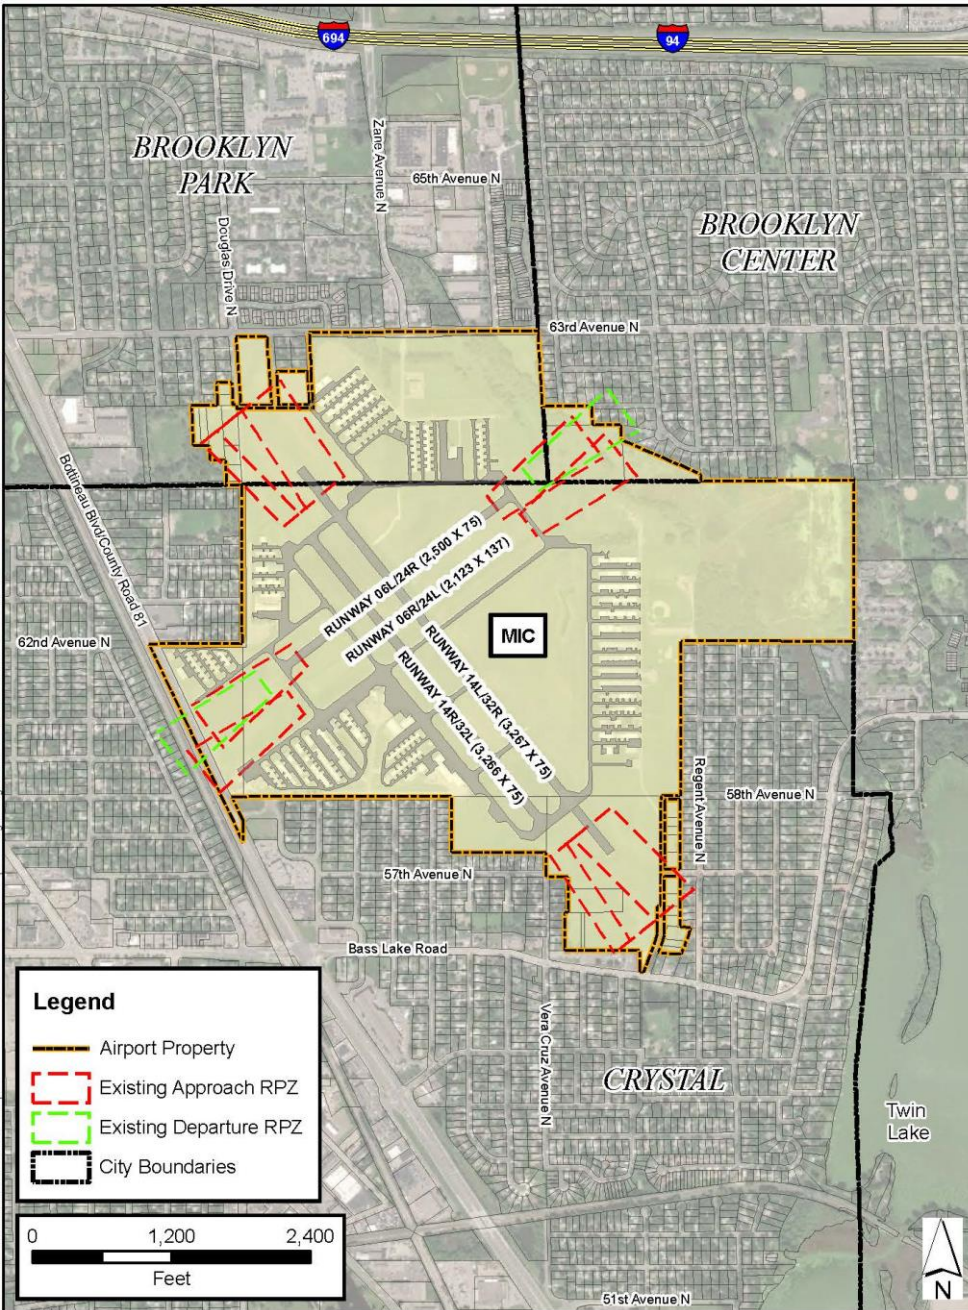 694
94
BROOKLYN
PARK
Zane Avenue N
65th Avenue N
BROOKLYN
CENTER
Douglas Drive N
63rd Avenue N
Bottineau Blvd/County Road 81
RUNWAY 06L/24R (2,500 X 75)
RUNWAY 06R/24L (2,123 X 137)
62nd Avenue N
MIC
RUNWAY 14L/32R (3,267 X 75)
RUNWAY 14R/32L (3,266 X 75)
Regent Avenue N
58th Avenue N
57th Avenue N
Bass Lake Road
Vera Cruz Avenue N
CRYSTAL
Twin
Lake
Legend
Airport Property
Existing Approach RPZ
Existing Departure RPZ
City Boundaries
0 1,200 2,400
Feet
51st Avenue N
N